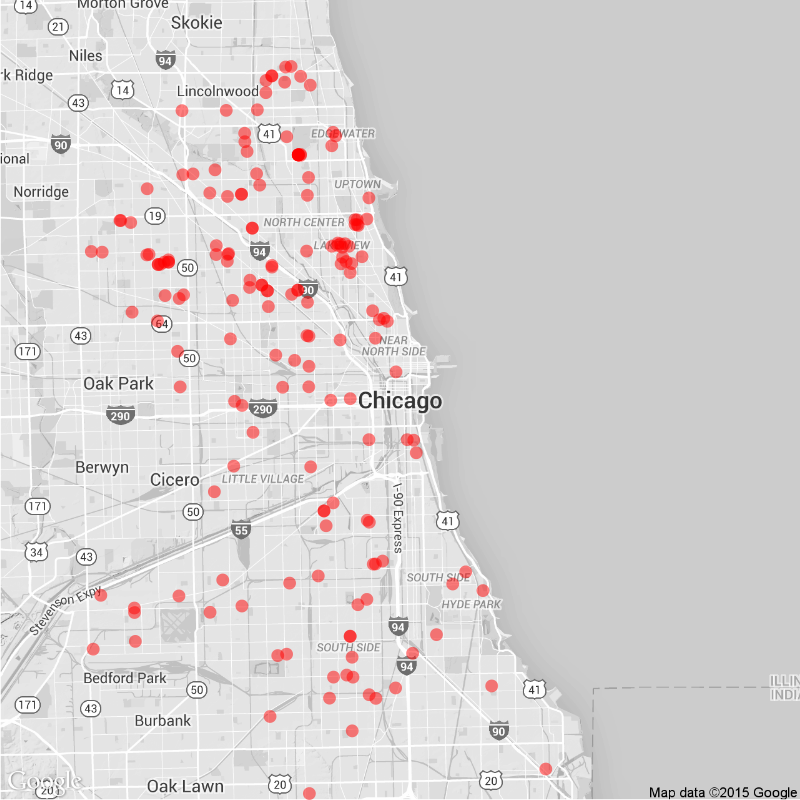 Morton Grove
14
21
Skokie
Niles
94
rk Ridge
Lincolnwood
14
43
41
EDGEWATER
90
ional
Norridge
UPTOWN
19
NORTH CENTER
94
50
41
90
64
43
NEAR
NORTH SIDE
171
50
Oak Park
290
290
Chicago
Berwyn
Cicero
LITTLE VILLAGE
171
50
I-90 Express
41
55
34
43
SOUTH SIDE
Stevenson Expy
HYDE PARK
94
SOUTH SIDE
94
Bedford Park
50
41
ILLIN
INDIA
171
43
Burbank
90
Google
Oak Lawn
20
20
20
Map data ©2015 Google